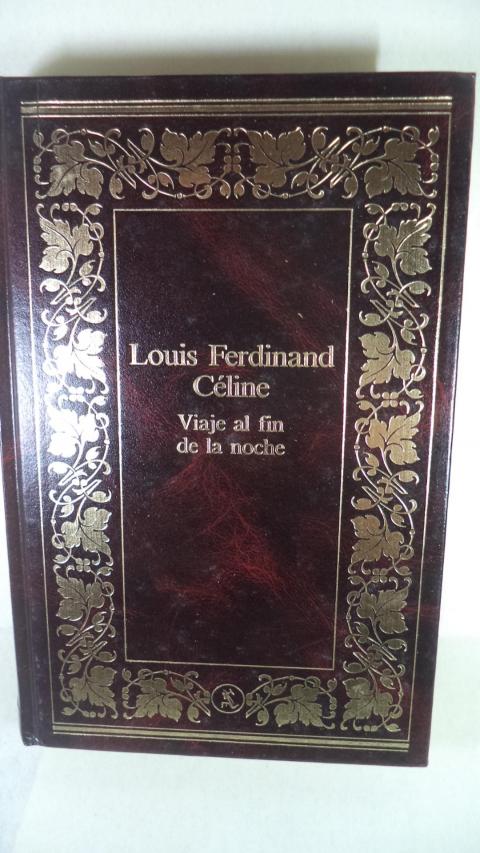 Louis Ferdinand
Céline
Viaje al fin
de la noche